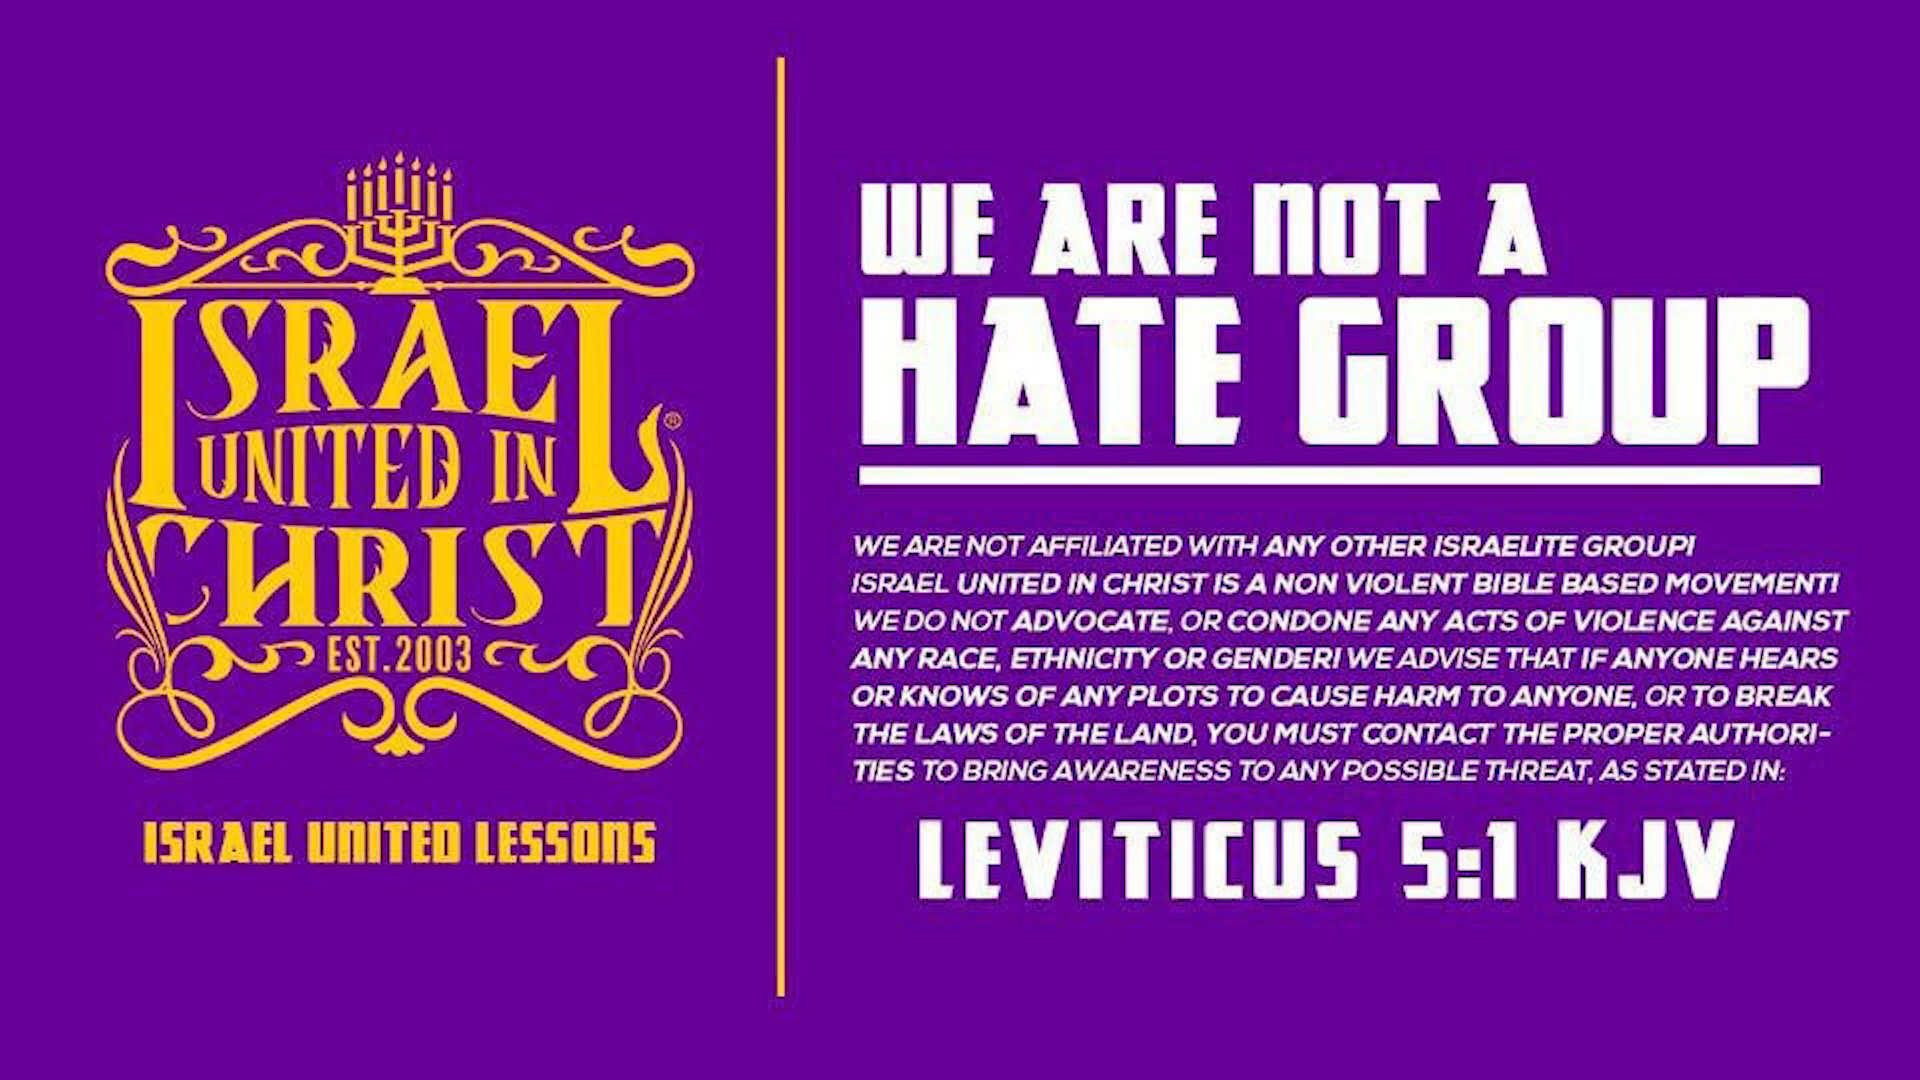 ISRAEL
UNITED IN
CHRIST
EST.2003
®
ISRAEL UNITED LESSONS
WE ARE NOT A
HATE GROUP
WE ARE NOT AFFILIATED WITH ANY OTHER ISRAELITE GROUP!
ISRAEL UNITED IN CHRIST IS A NON VIOLENT BIBLE BASED MOVEMENT!
WE DO NOT ADVOCATE, OR CONDONE ANY ACTS OF VIOLENCE AGAINST
ANY RACE, ETHNICITY OR GENDER! WE ADVISE THAT IF ANYONE HEARS
OR KNOWS OF ANY PLOTS TO CAUSE HARM TO ANYONE, OR TO BREAK
THE LAWS OF THE LAND, YOU MUST CONTACT THE PROPER AUTHORI-
TIES TO BRING AWARENESS TO ANY POSSIBLE THREAT, AS STATED IN:
LEVITICUS 5:1 KJV